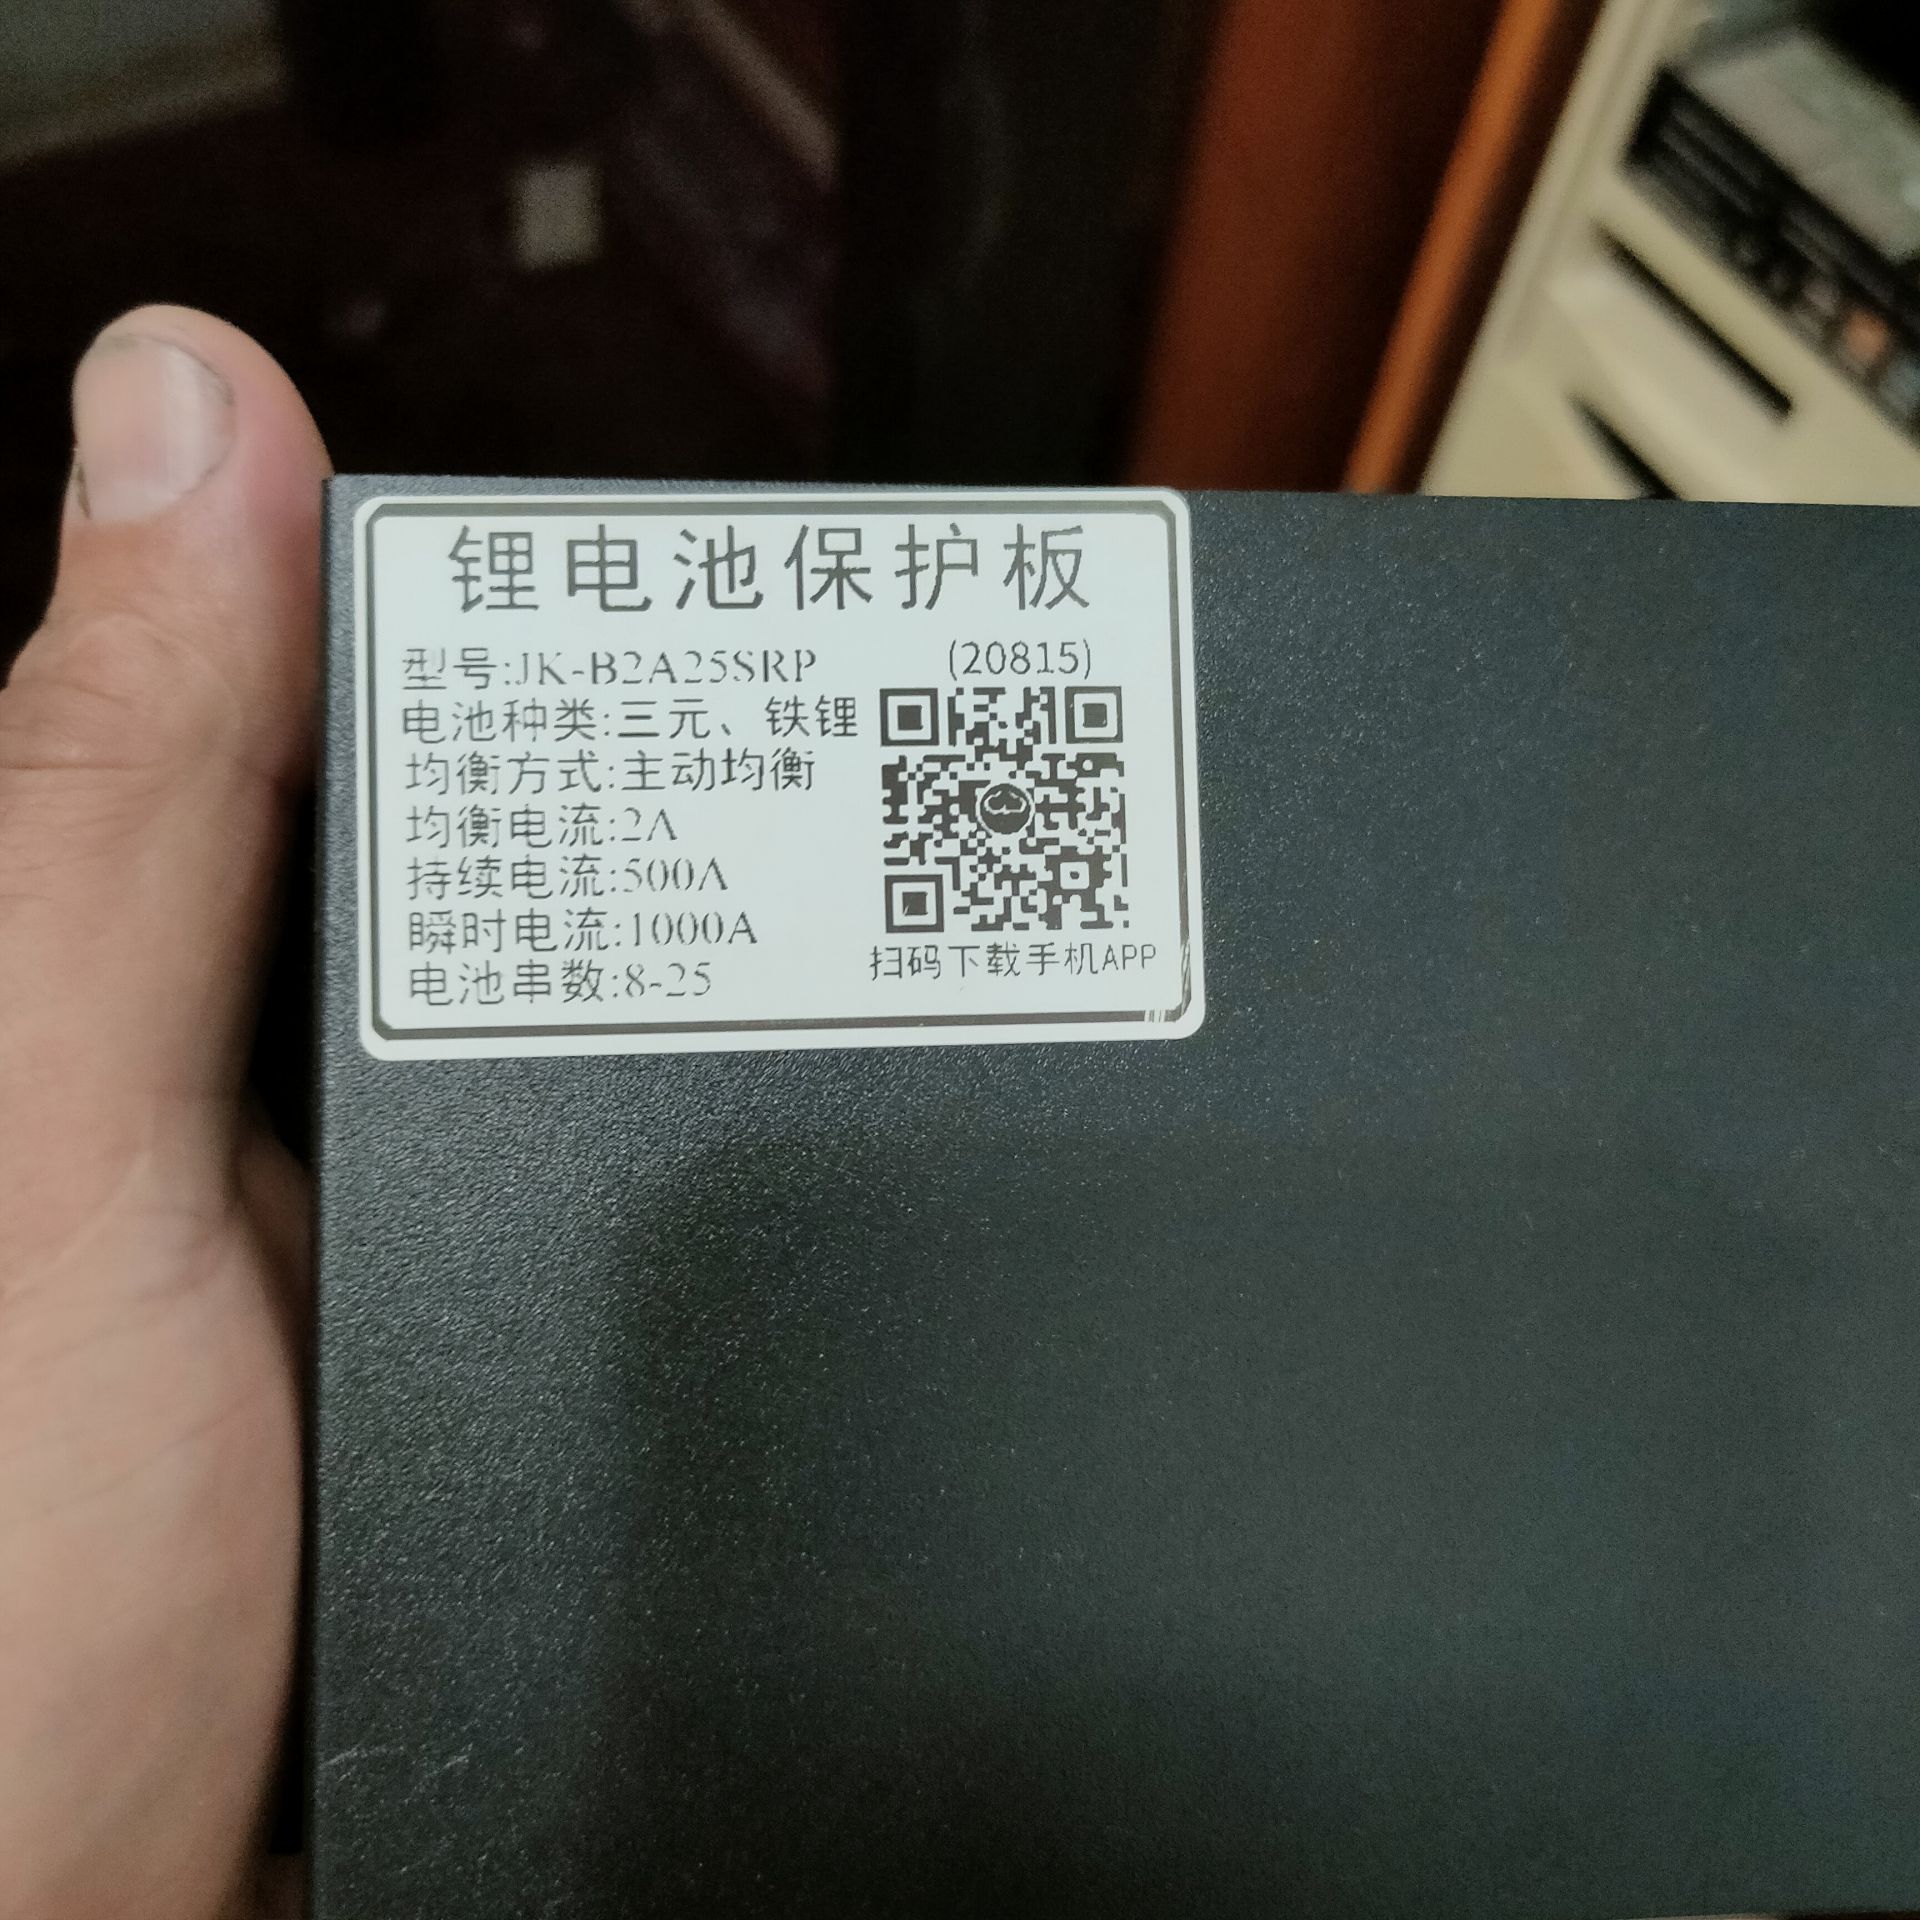 锂电池保护板
型号:JK-B2A25SRP
(20815)
电池种类:三元、铁锂
均衡方式:主动均衡
均衡电流:2A
持续电流:500A
瞬时电流:1000A
电池串数:8-25
扫码下载手机APP